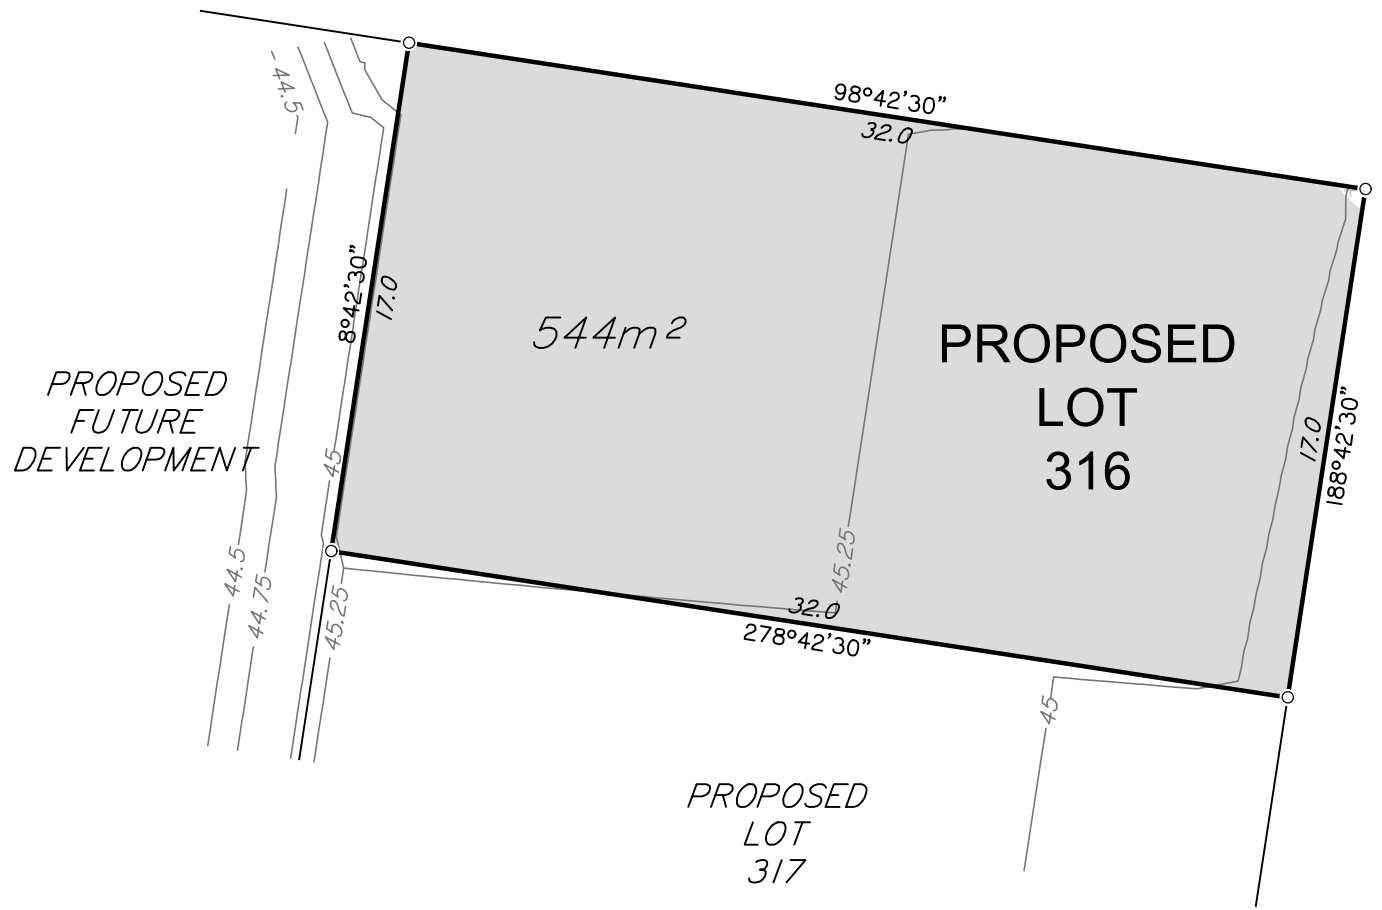 44.5
98°42'30"
32.0
8°42'30"
17.0
544m²
PROPOSED
LOT
316
PROPOSED
FUTURE
DEVELOPMENT
17.0
188°42'30"
45
44.5
44.75
45.25
45.25
32.0
278°42'30"
45
PROPOSED
LOT
317